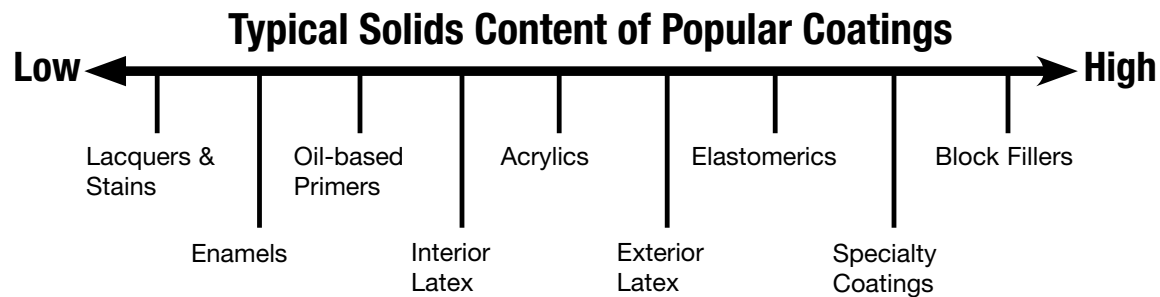 Typical Solids Content of Popular Coatings
Low
High
Lacquers &
Stains
Enamels
Oil-based
Primers
Interior
Latex
Acrylics
Exterior
Latex
Elastomerics
Specialty
Coatings
Block Fillers